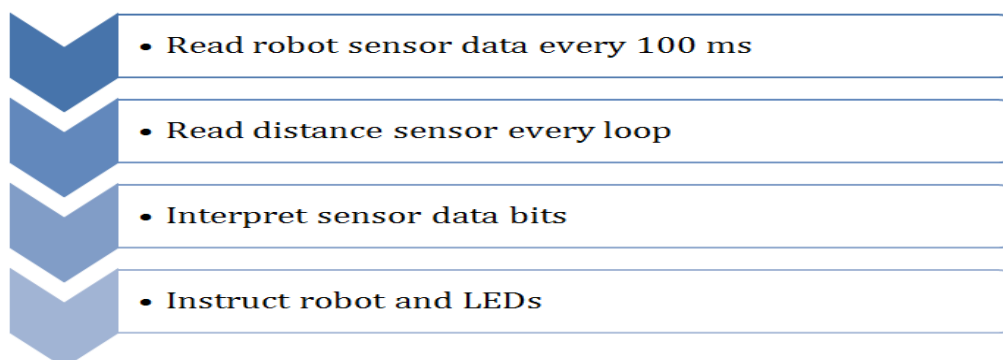 • Read robot sensor data every 100 ms
• Read distance sensor every loop
• Interpret sensor data bits
• Instruct robot and LEDs